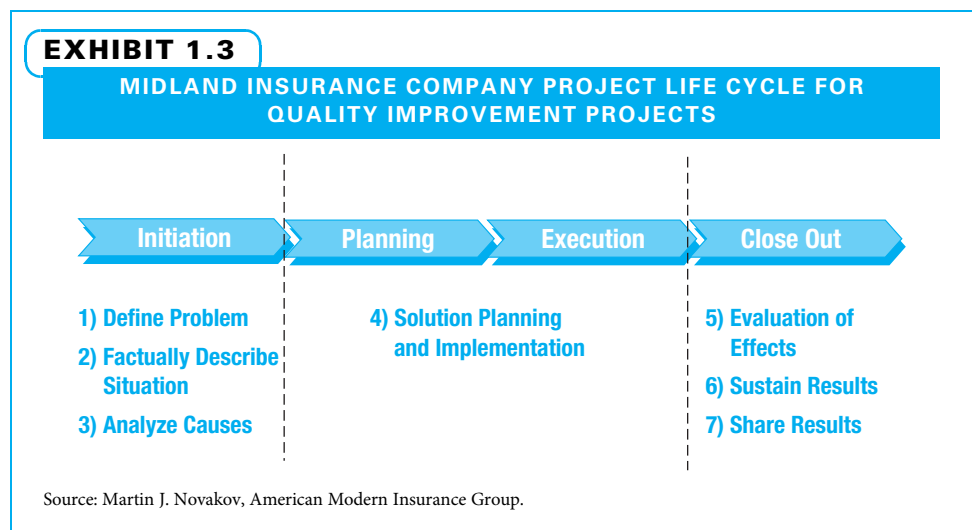 EXHIBIT 1.3
MIDLAND INSURANCE COMPANY PROJECT LIFE CYCLE FOR
QUALITY IMPROVEMENT PROJECTS
Initiation
Planning
Execution
Close Out
1) Define Problem
2) Factually Describe
Situation
3) Analyze Causes
4) Solution Planning
and Implementation
5) Evaluation of
Effects
6) Sustain Results
7) Share Results
Source: Martin J. Novakov, American Modern Insurance Group.